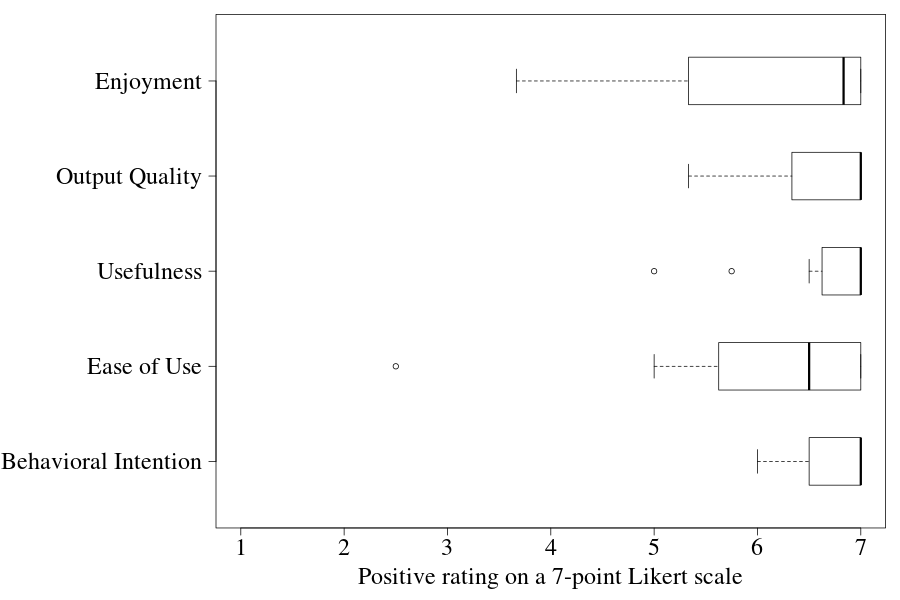 Enjoyment
Output Quality
Usefulness
Ease of Use
Behavioral Intention
1 2 3 4 5 6 7
Positive rating on a 7-point Likert scale